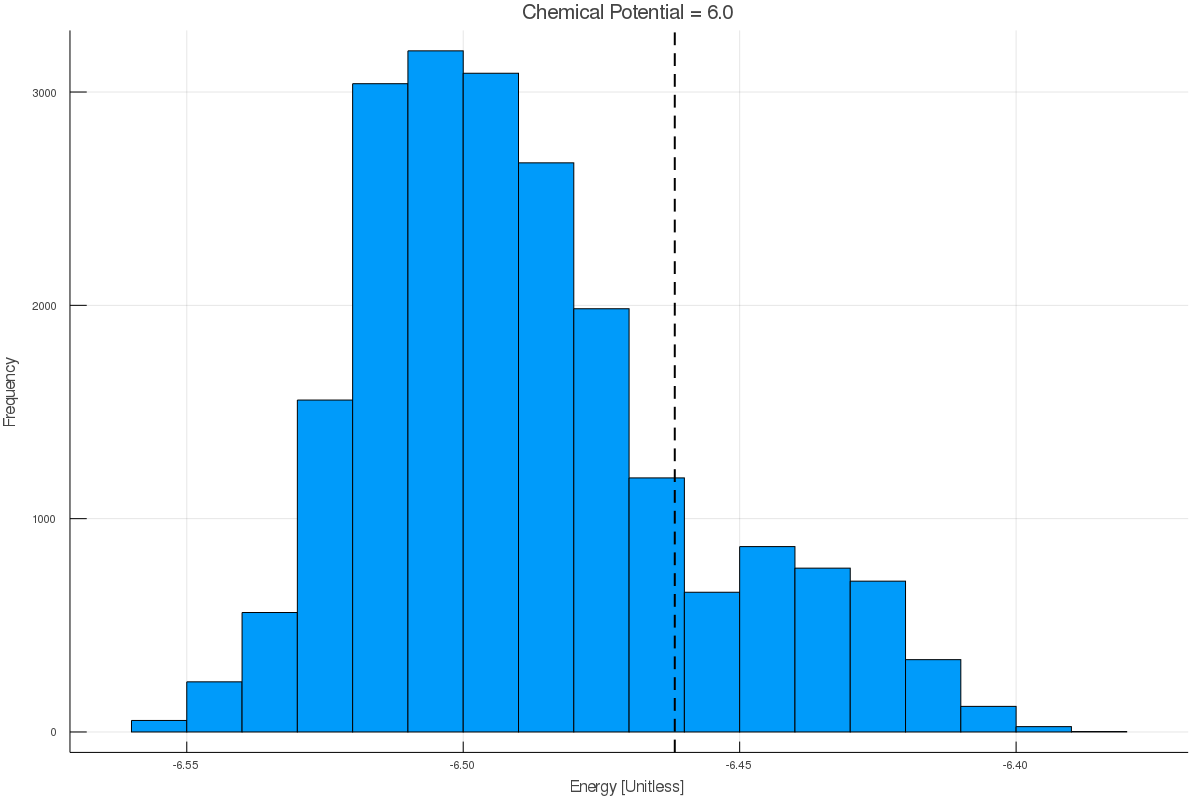 Chemical Potential = 6.0
3000
2000
1000
0
Frequency
-6.55
-6.50
-6.45
-6.40
Energy [Unitless]